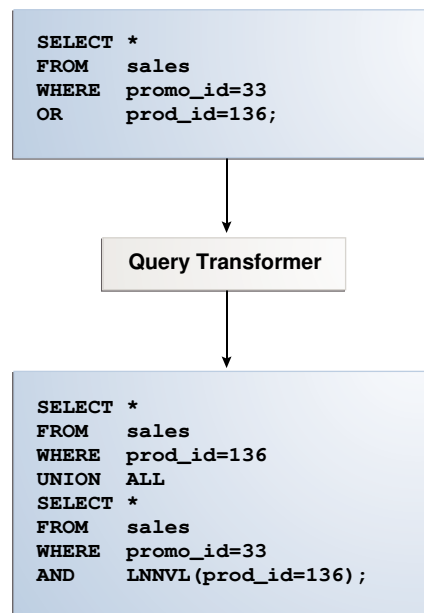 SELECT *
FROM sales
WHERE promo_id=33
OR prod_id=136;
Query Transformer
SELECT *
FROM sales
WHERE prod_id=136
UNION ALL
SELECT *
FROM sales
WHERE promo_id=33
AND LNNVL(prod_id=136);